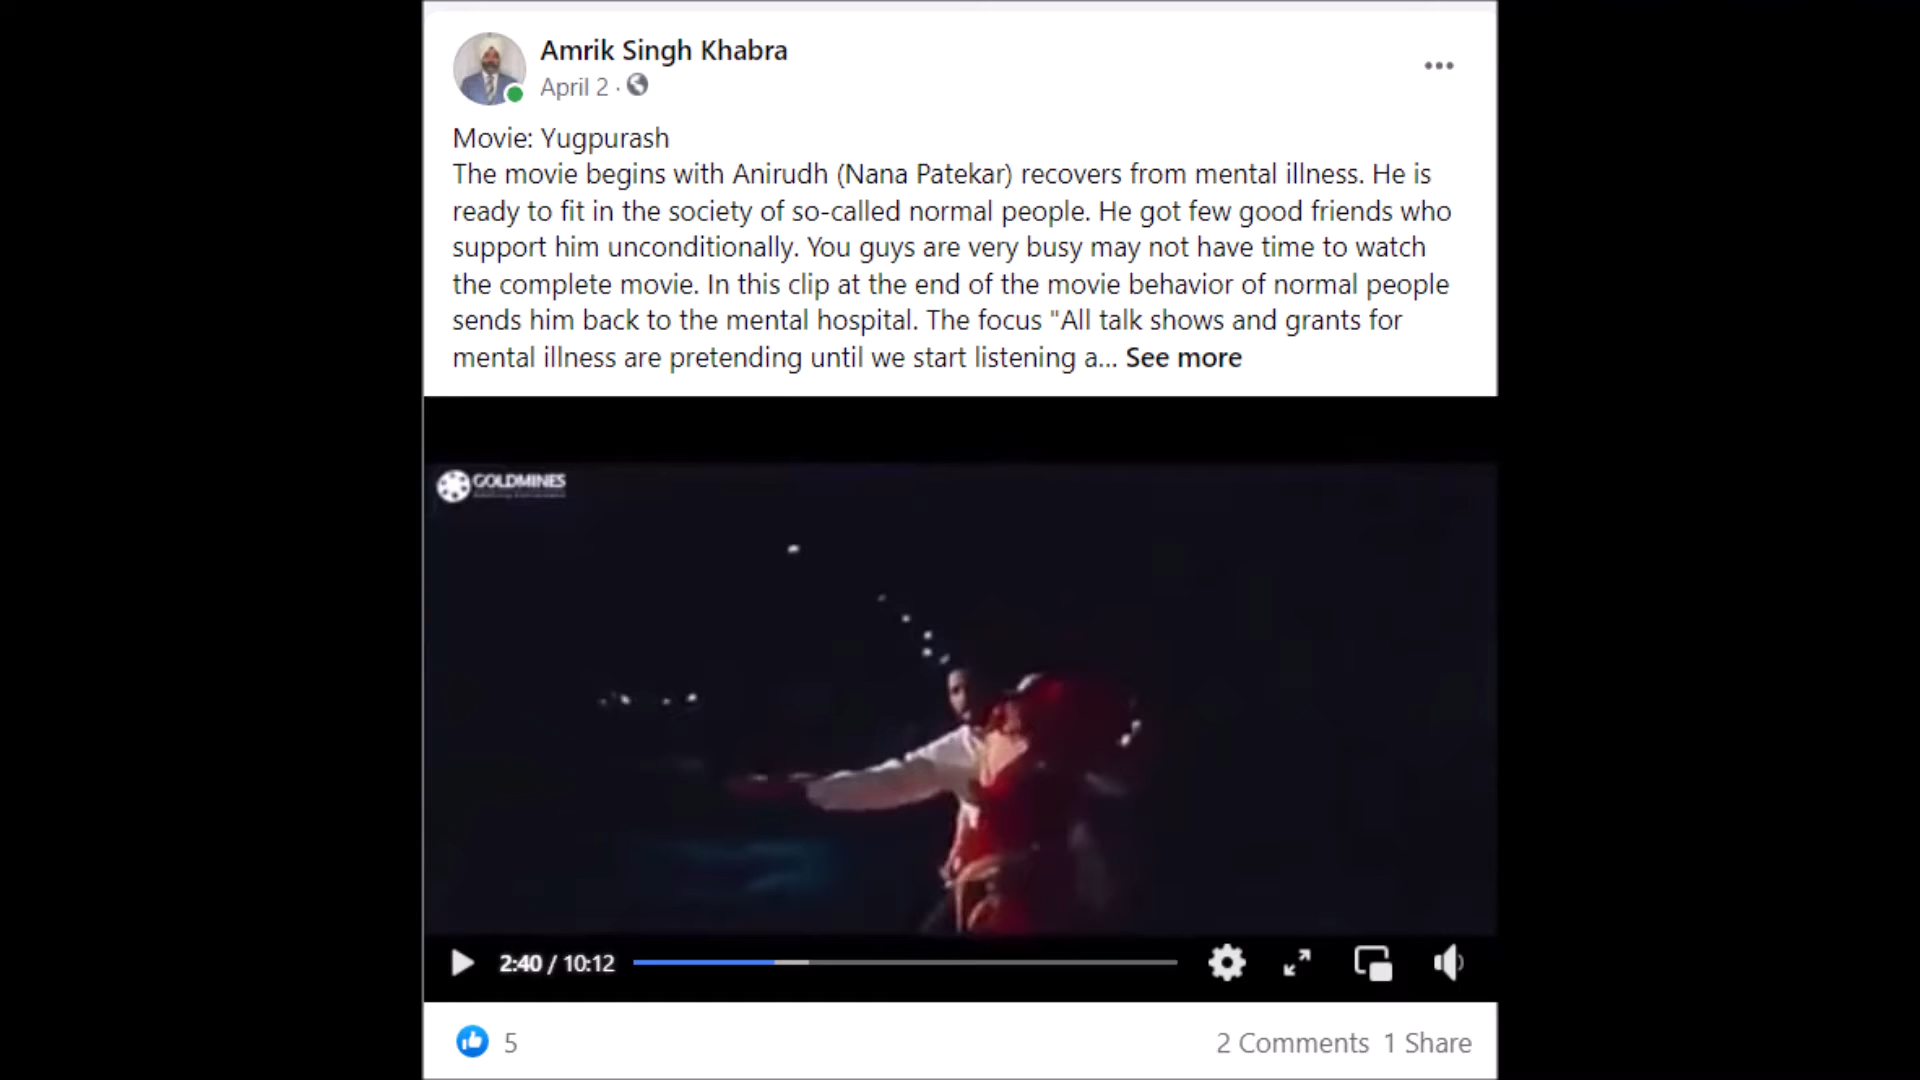 Amrik Singh Khabra
April 2 ·
Movie: Yugpurash
The movie begins with Anirudh (Nana Patekar) recovers from mental illness. He is
ready to fit in the society of so-called normal people. He got few good friends who
support him unconditionally. You guys are very busy may not have time to watch
the complete movie. In this clip at the end of the movie behavior of normal people
sends him back to the mental hospital. The focus "All talk shows and grants for
mental illness are pretending until we start listening a... See more
GOLDMINES
2:40 / 10:12
5
2 Comments 1 Share